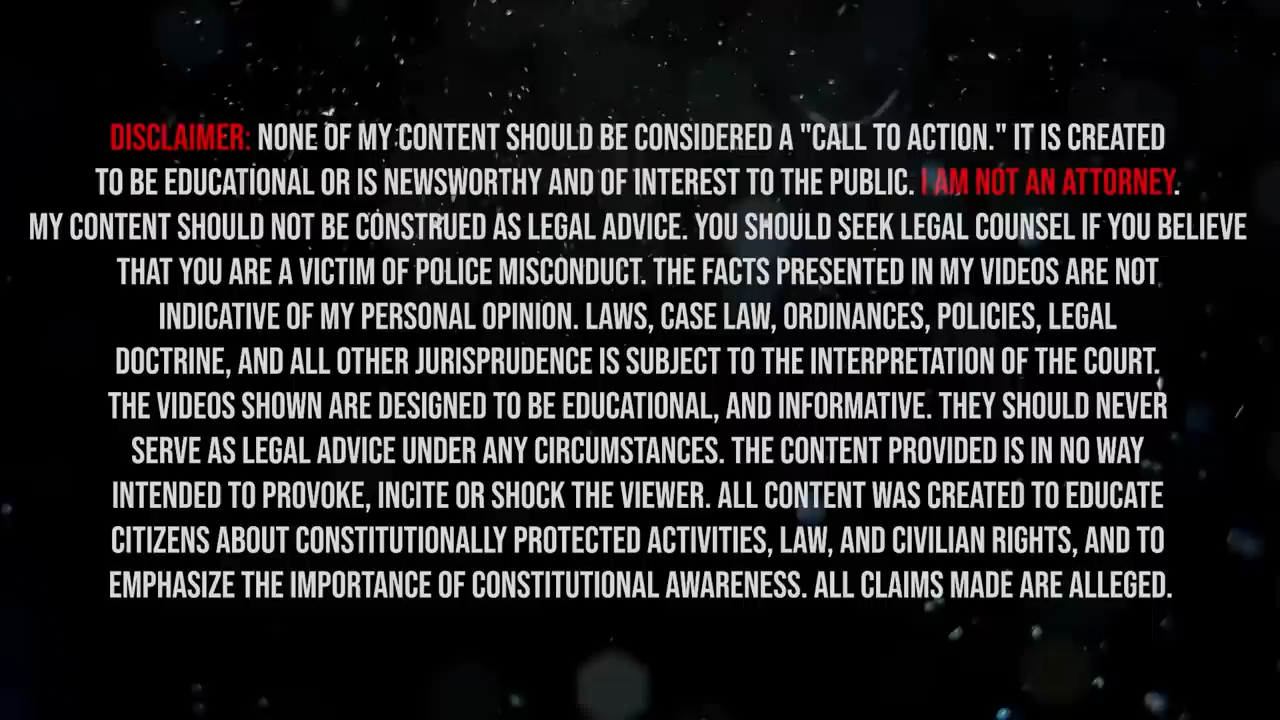 DISCLAIMER: NONE OF MY CONTENT SHOULD BE CONSIDERED A "CALL TO ACTION." IT IS CREATED
TO BE EDUCATIONAL OR IS NEWSWORTHY AND OF INTEREST TO THE PUBLIC. I AM NOT AN ATTORNEY.
MY CONTENT SHOULD NOT BE CONSTRUED AS LEGAL ADVICE. YOU SHOULD SEEK LEGAL COUNSEL IF YOU BELIEVE
THAT YOU ARE A VICTIM OF POLICE MISCONDUCT. THE FACTS PRESENTED IN MY VIDEOS ARE NOT
INDICATIVE OF MY PERSONAL OPINION. LAWS, CASE LAW, ORDINANCES, POLICIES, LEGAL
DOCTRINE, AND ALL OTHER JURISPRUDENCE IS SUBJECT TO THE INTERPRETATION OF THE COURT.
THE VIDEOS SHOWN ARE DESIGNED TO BE EDUCATIONAL, AND INFORMATIVE. THEY SHOULD NEVER
SERVE AS LEGAL ADVICE UNDER ANY CIRCUMSTANCES. THE CONTENT PROVIDED IS IN NO WAY
INTENDED TO PROVOKE, INCITE OR SHOCK THE VIEWER. ALL CONTENT WAS CREATED TO EDUCATE
CITIZENS ABOUT CONSTITUTIONALLY PROTECTED ACTIVITIES, LAW, AND CIVILIAN RIGHTS, AND TO
EMPHASIZE THE IMPORTANCE OF CONSTITUTIONAL AWARENESS. ALL CLAIMS MADE ARE ALLEGED.